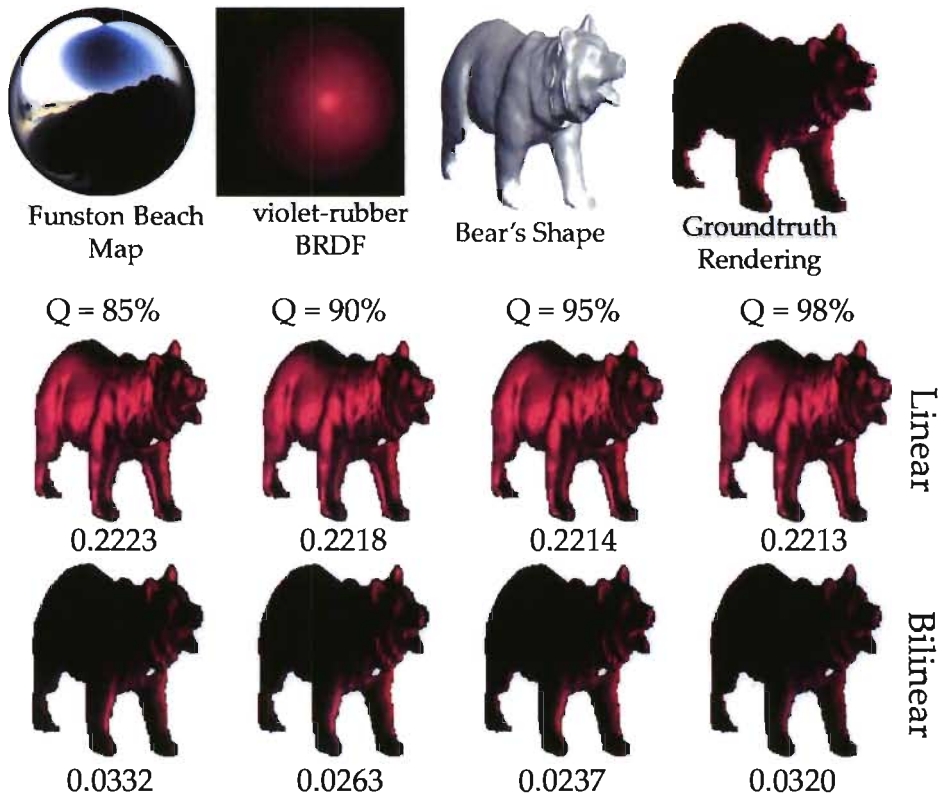 Funston Beach
Map
violet-rubber
BRDF
Bear's Shape
Groundtruth
Rendering
Q = 85%
Q = 90%
Q = 95%
Q = 98%
Linear
0.2223
0.2218
0.2214
0.2213
Bilinear
0.0332
0.0263
0.0237
0.0320